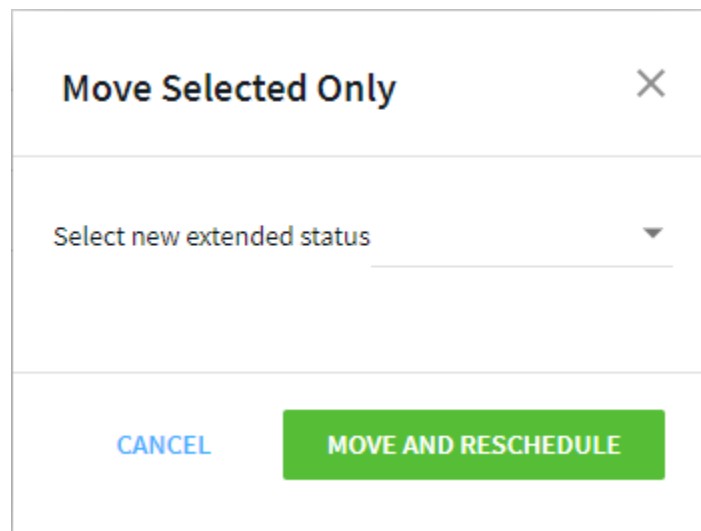 Move Selected Only
Select new extended status
CANCEL
MOVE AND RESCHEDULE